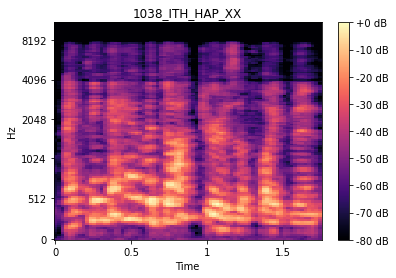 1038_ITH_HAP_XX
+0 dB
8192
-10 dB
4096
-20 dB
-30 dB
2048
-40 dB
Hz
1024
-50 dB
512
-60 dB
-70 dB
0
-80 dB
0
0.5
1
1.5
Time